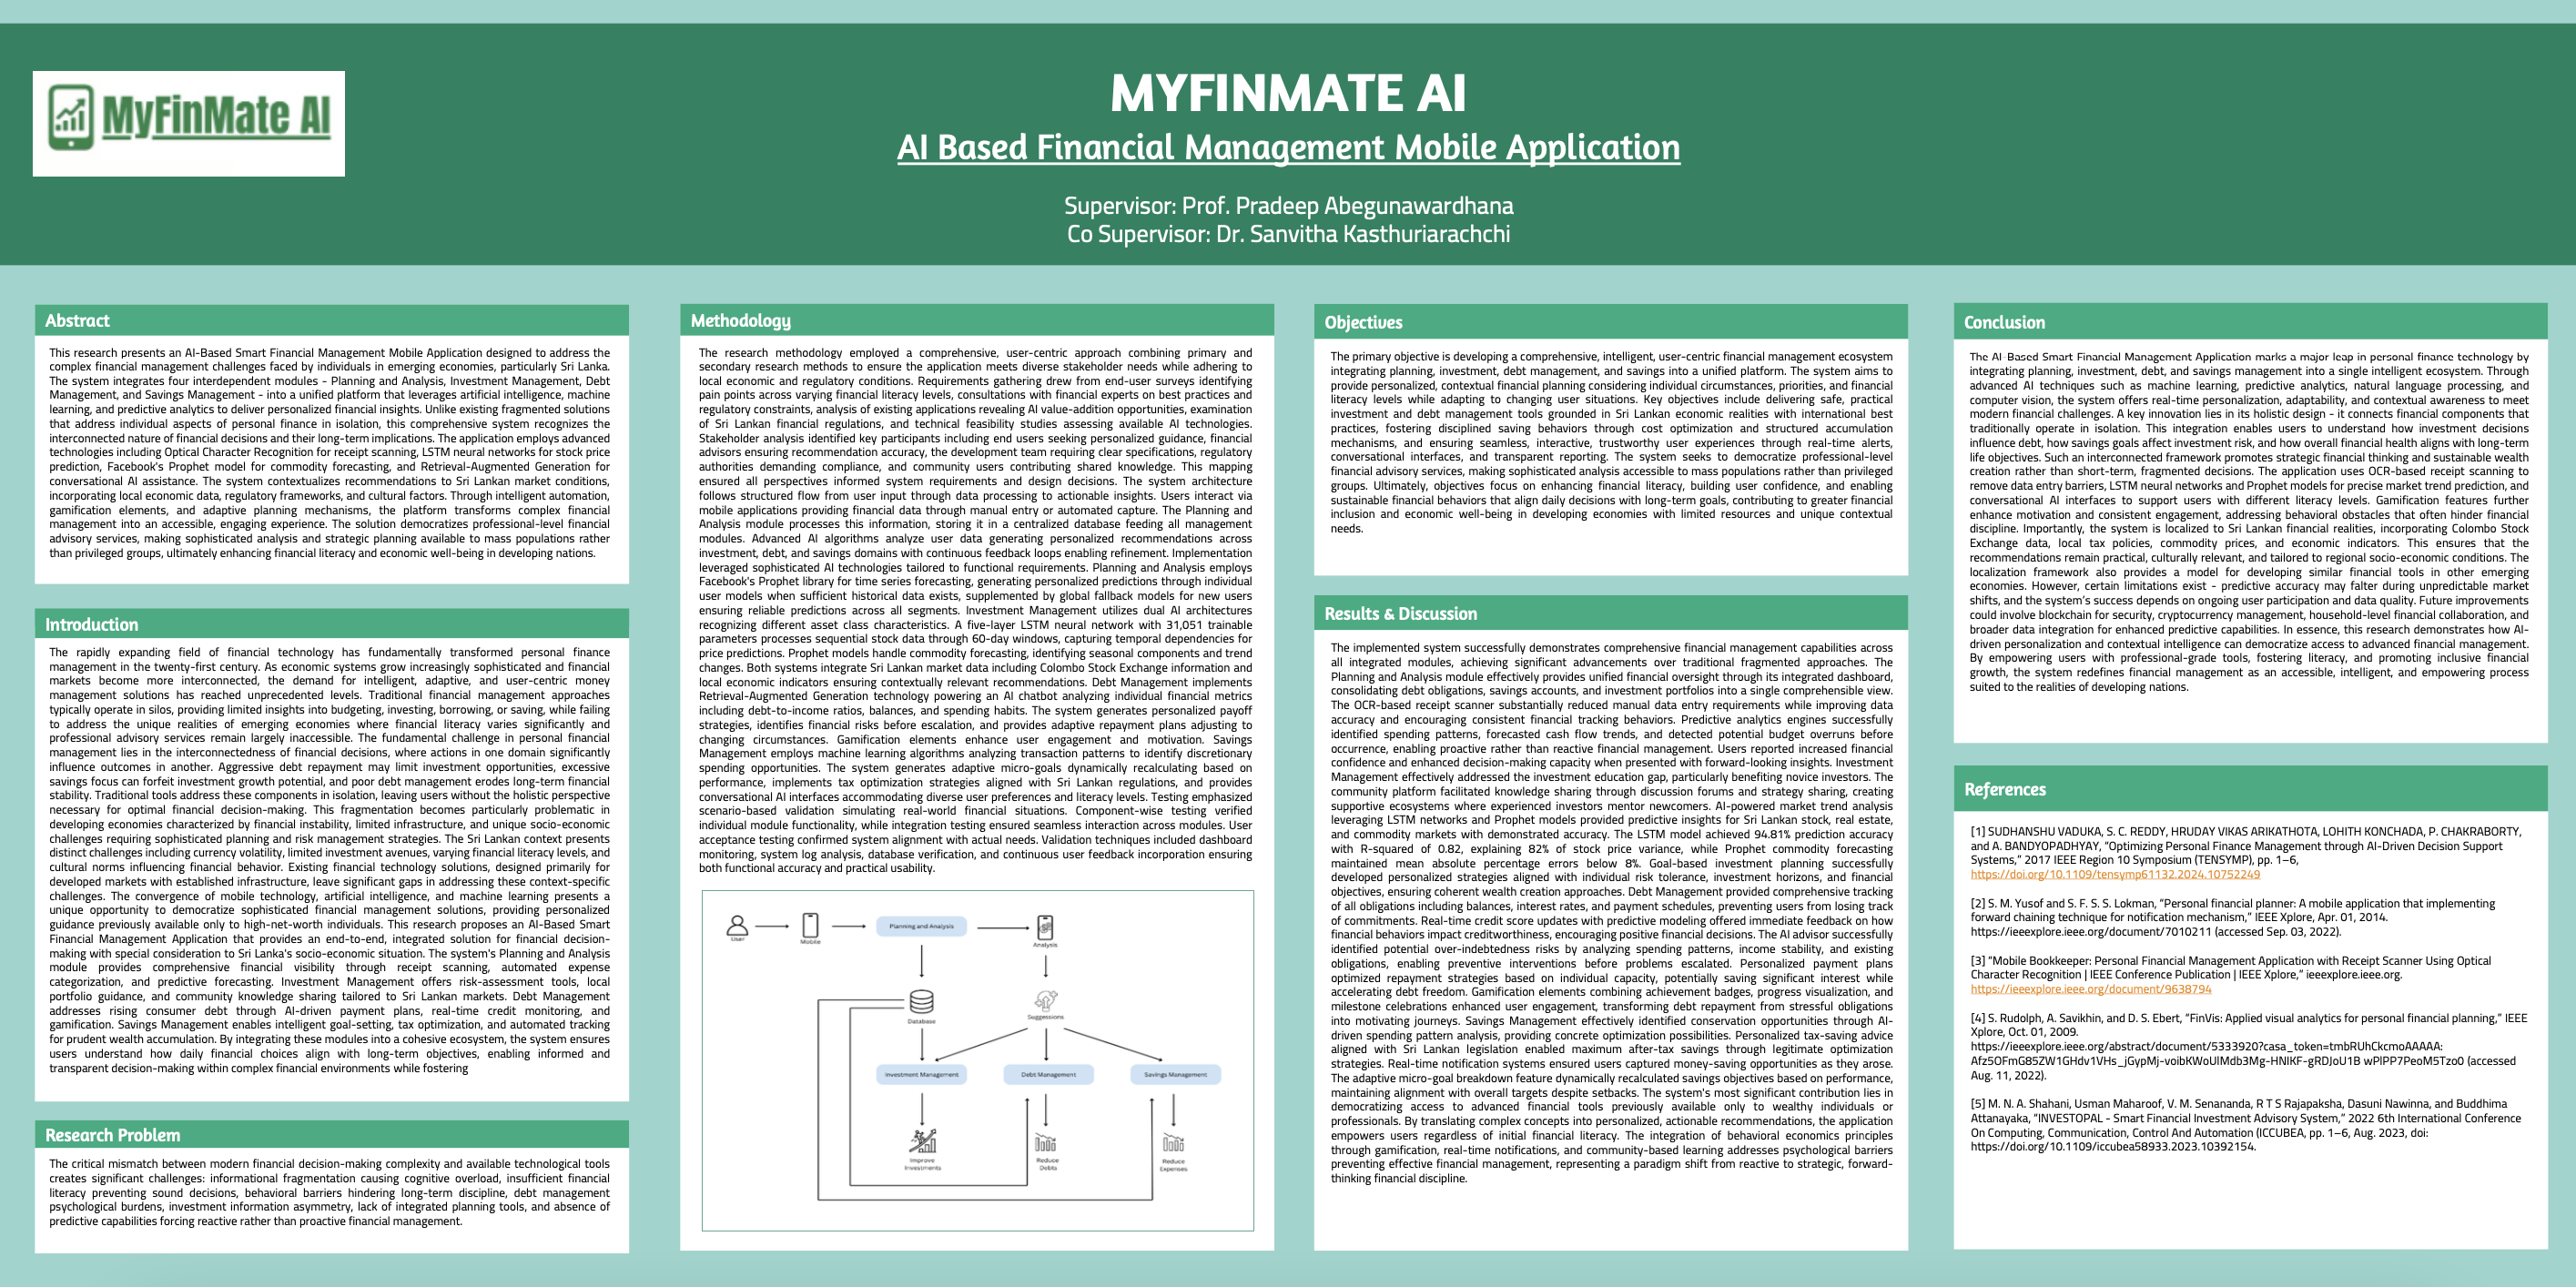 MyFinMate AI
MYFINMATE AI
AI Based Financial Management Mobile Application
Supervisor: Prof. Pradeep Abegunawardhana
Co Supervisor: Dr. Sanvitha Kasthuriarachchi
Abstract
This research presents an AI-Based Smart Financial Management Mobile Application designed to address the
complex financial management challenges faced by individuals in emerging economies, particularly Sri Lanka.
The system integrates four interdependent modules - Planning and Analysis, Investment Management, Debt
Management, and Savings Management - into a unified platform that leverages artificial intelligence, machine
learning, and predictive analytics to deliver personalized financial insights. Unlike existing fragmented solutions
that address individual aspects of personal finance in isolation, this comprehensive system recognizes the
interconnected nature of financial decisions and their long-term implications. The application employs advanced
technologies including Optical Character Recognition for receipt scanning, LSTM neural networks for stock price
prediction, Facebook's Prophet model for commodity forecasting, and Retrieval-Augmented Generation for
conversational AI assistance. The system contextualizes recommendations to Sri Lankan market conditions,
incorporating local economic data, regulatory frameworks, and cultural factors. Through intelligent automation,
gamification elements, and adaptive planning mechanisms, the platform transforms complex financial
management into an accessible, engaging experience. The solution democratizes professional-level financial
advisory services, making sophisticated analysis and strategic planning available to mass populations rather
than privileged groups, ultimately enhancing financial literacy and economic well-being in developing nations.
Introduction
The rapidly expanding field of financial technology has fundamentally transformed personal finance
management in the twenty-first century. As economic systems grow increasingly sophisticated and financial
markets become more interconnected, the demand for intelligent, adaptive, and user-centric money
management solutions has reached unprecedented levels. Traditional financial management approaches
typically operate in silos, providing limited insights into budgeting, investing, borrowing, or saving, while failing
to address the unique realities of emerging economies where financial literacy varies significantly and
professional advisory services remain largely inaccessible. The fundamental challenge in personal financial
management lies in the interconnectedness of financial decisions, where actions in one domain significantly
influence outcomes in another. Aggressive debt repayment may limit investment opportunities, excessive
savings focus can forfeit investment growth potential, and poor debt management erodes long-term financial
stability. Traditional tools address these components in isolation, leaving users without the holistic perspective
necessary for optimal financial decision-making. This fragmentation becomes particularly problematic in
developing economies characterized by financial instability, limited infrastructure, and unique socio-economic
challenges requiring sophisticated planning and risk management strategies. The Sri Lankan context presents
distinct challenges including currency volatility, limited investment avenues, varying financial literacy levels, and
cultural norms influencing financial behavior. Existing financial technology solutions, designed primarily for
developed markets with established infrastructure, leave significant gaps in addressing these context-specific
challenges. The convergence of mobile technology, artificial intelligence, and machine learning presents a
unique opportunity to democratize sophisticated financial management solutions, providing personalized
guidance previously available only to high-net-worth individuals. This research proposes an AI-Based Smart
Financial Management Application that provides an end-to-end, integrated solution for financial decision-
making with special consideration to Sri Lanka's socio-economic situation. The system's Planning and Analysis
module provides comprehensive financial visibility through receipt scanning, automated expense
categorization, and predictive forecasting. Investment Management offers risk-assessment tools, local
portfolio guidance, and community knowledge sharing tailored to Sri Lankan markets. Debt Management
addresses rising consumer debt through AI-driven payment plans, real-time credit monitoring, and
gamification. Savings Management enables intelligent goal-setting, tax optimization, and automated tracking
for prudent wealth accumulation. By integrating these modules into a cohesive ecosystem, the system ensures
users understand how daily financial choices align with long-term objectives, enabling informed and
transparent decision-making within complex financial environments while fostering
Research Problem
The critical mismatch between modern financial decision-making complexity and available technological tools
creates significant challenges: informational fragmentation causing cognitive overload, insufficient financial
literacy preventing sound decisions, behavioral barriers hindering long-term discipline, debt management
psychological burdens, investment information asymmetry, lack of integrated planning tools, and absence of
predictive capabilities forcing reactive rather than proactive financial management.
Methodology
The research methodology employed a comprehensive, user-centric approach combining primary and
secondary research methods to ensure the application meets diverse stakeholder needs while adhering to
local economic and regulatory conditions. Requirements gathering drew from end-user surveys identifying
pain points across varying financial literacy levels, consultations with financial experts on best practices and
regulatory constraints, analysis of existing applications revealing AI value-addition opportunities, examination
of Sri Lankan financial regulations, and technical feasibility studies assessing available AI technologies.
Stakeholder analysis identified key participants including end users seeking personalized guidance, financial
advisors ensuring recommendation accuracy, the development team requiring clear specifications, regulatory
authorities demanding compliance, and community users contributing shared knowledge. This mapping
ensured all perspectives informed system requirements and design decisions. The system architecture
follows structured flow from user input through data processing to actionable insights. Users interact via
mobile applications providing financial data through manual entry or automated capture. The Planning and
Analysis module processes this information, storing it in a centralized database feeding all management
modules. Advanced AI algorithms analyze user data generating personalized recommendations across
investment, debt, and savings domains with continuous feedback loops enabling refinement. Implementation
leveraged sophisticated AI technologies tailored to functional requirements. Planning and Analysis employs
Facebook's Prophet library for time series forecasting, generating personalized predictions through individual
user models when sufficient historical data exists, supplemented by global fallback models for new users
ensuring reliable predictions across all segments. Investment Management utilizes dual AI architectures
recognizing different asset class characteristics. A five-layer LSTM neural network with 31,051 trainable
parameters processes sequential stock data through 60-day windows, capturing temporal dependencies for
price predictions. Prophet models handle commodity forecasting, identifying seasonal components and trend
changes. Both systems integrate Sri Lankan market data including Colombo Stock Exchange information and
local economic indicators ensuring contextually relevant recommendations. Debt Management implements
Retrieval-Augmented Generation technology powering an AI chatbot analyzing individual financial metrics
including debt-to-income ratios, balances, and spending habits. The system generates personalized payoff
strategies, identifies financial risks before escalation, and provides adaptive repayment plans adjusting to
changing circumstances. Gamification elements enhance user engagement and motivation. Savings
Management employs machine learning algorithms analyzing transaction patterns to identify discretionary
spending opportunities. The system generates adaptive micro-goals dynamically recalculating based on
performance, implements tax optimization strategies aligned with Sri Lankan regulations, and provides
conversational AI interfaces accommodating diverse user preferences and literacy levels. Testing emphasized
scenario-based validation simulating real-world financial situations. Component-wise testing verified
individual module functionality, while integration testing ensured seamless interaction across modules. User
acceptance testing confirmed system alignment with actual needs. Validation techniques included dashboard
monitoring, system log analysis, database verification, and continuous user feedback incorporation ensuring
both functional accuracy and practical usability.
User
Mobile
Planning and Analysis
Analysis
Database
Suggessions
Investment Management
Debt Management
Savings Management
Improve
Investments
Reduce
Debts
Reduce
Expenses
Objectives
The primary objective is developing a comprehensive, intelligent, user-centric financial management ecosystem
integrating planning, investment, debt management, and savings into a unified platform. The system aims to
provide personalized, contextual financial planning considering individual circumstances, priorities, and financial
literacy levels while adapting to changing user situations. Key objectives include delivering safe, practical
investment and debt management tools grounded in Sri Lankan economic realities with international best
practices, fostering disciplined saving behaviors through cost optimization and structured accumulation
mechanisms, and ensuring seamless, interactive, trustworthy user experiences through real-time alerts,
conversational interfaces, and transparent reporting. The system seeks to democratize professional-level
financial advisory services, making sophisticated analysis accessible to mass populations rather than privileged
groups. Ultimately, objectives focus on enhancing financial literacy, building user confidence, and enabling
sustainable financial behaviors that align daily decisions with long-term goals, contributing to greater financial
inclusion and economic well-being in developing economies with limited resources and unique contextual
needs.
Results & Discussion
The implemented system successfully demonstrates comprehensive financial management capabilities across
all integrated modules, achieving significant advancements over traditional fragmented approaches. The
Planning and Analysis module effectively provides unified financial oversight through its integrated dashboard,
consolidating debt obligations, savings accounts, and investment portfolios into a single comprehensible view.
The OCR-based receipt scanner substantially reduced manual data entry requirements while improving data
accuracy and encouraging consistent financial tracking behaviors. Predictive analytics engines successfully
identified spending patterns, forecasted cash flow trends, and detected potential budget overruns before
occurrence, enabling proactive rather than reactive financial management. Users reported increased financial
confidence and enhanced decision-making capacity when presented with forward-looking insights. Investment
Management effectively addressed the investment education gap, particularly benefiting novice investors. The
community platform facilitated knowledge sharing through discussion forums and strategy sharing, creating
supportive ecosystems where experienced investors mentor newcomers. AI-powered market trend analysis
leveraging LSTM networks and Prophet models provided predictive insights for Sri Lankan stock, real estate,
and commodity markets with demonstrated accuracy. The LSTM model achieved 94.81% prediction accuracy
with R-squared of 0.82, explaining 82% of stock price variance, while Prophet commodity forecasting
maintained mean absolute percentage errors below 8%. Goal-based investment planning successfully
developed personalized strategies aligned with individual risk tolerance, investment horizons, and financial
objectives, ensuring coherent wealth creation approaches. Debt Management provided comprehensive tracking
of all obligations including balances, interest rates, and payment schedules, preventing users from losing track
of commitments. Real-time credit score updates with predictive modeling offered immediate feedback on how
financial behaviors impact creditworthiness, encouraging positive financial decisions. The AI advisor successfully
identified potential over-indebtedness risks by analyzing spending patterns, income stability, and existing
obligations, enabling preventive interventions before problems escalated. Personalized payment plans
optimized repayment strategies based on individual capacity, potentially saving significant interest while
accelerating debt freedom. Gamification elements combining achievement badges, progress visualization, and
milestone celebrations enhanced user engagement, transforming debt repayment from stressful obligations
into motivating journeys. Savings Management effectively identified conservation opportunities through AI-
driven spending pattern analysis, providing concrete optimization possibilities. Personalized tax-saving advice
aligned with Sri Lankan legislation enabled maximum after-tax savings through legitimate optimization
strategies. Real-time notification systems ensured users captured money-saving opportunities as they arose.
The adaptive micro-goal breakdown feature dynamically recalculated savings objectives based on performance,
maintaining alignment with overall targets despite setbacks. The system's most significant contribution lies in
democratizing access to advanced financial tools previously available only to wealthy individuals or
professionals. By translating complex concepts into personalized, actionable recommendations, the application
empowers users regardless of initial financial literacy. The integration of behavioral economics principles
through gamification, real-time notifications, and community-based learning addresses psychological barriers
preventing effective financial management, representing a paradigm shift from reactive to strategic, forward-
thinking financial discipline.
Conclusion
The AI-Based Smart Financial Management Application marks a major leap in personal finance technology by
integrating planning, investment, debt, and savings management into a single intelligent ecosystem. Through
advanced AI techniques such as machine learning, predictive analytics, natural language processing, and
computer vision, the system offers real-time personalization, adaptability, and contextual awareness to meet
modern financial challenges. A key innovation lies in its holistic design - it connects financial components that
traditionally operate in isolation. This integration enables users to understand how investment decisions
influence debt, how savings goals affect investment risk, and how overall financial health aligns with long-term
life objectives. Such an interconnected framework promotes strategic financial thinking and sustainable wealth
creation rather than short-term, fragmented decisions. The application uses OCR-based receipt scanning to
remove data entry barriers, LSTM neural networks and Prophet models for precise market trend prediction, and
conversational AI interfaces to support users with different literacy levels. Gamification features further
enhance motivation and consistent engagement, addressing behavioral obstacles that often hinder financial
discipline. Importantly, the system is localized to Sri Lankan financial realities, incorporating Colombo Stock
Exchange data, local tax policies, commodity prices, and economic indicators. This ensures that the
recommendations remain practical, culturally relevant, and tailored to regional socio-economic conditions. The
localization framework also provides a model for developing similar financial tools in other emerging
economies. However, certain limitations exist - predictive accuracy may falter during unpredictable market
shifts, and the system's success depends on ongoing user participation and data quality. Future improvements
could involve blockchain for security, cryptocurrency management, household-level financial collaboration, and
broader data integration for enhanced predictive capabilities. In essence, this research demonstrates how AI-
driven personalization and contextual intelligence can democratize access to advanced financial management.
By empowering users with professional-grade tools, fostering literacy, and promoting inclusive financial
growth, the system redefines financial management as an accessible, intelligent, and empowering process
suited to the realities of developing nations.
References
[1] SUDHANSHU VADUKA, S. C. REDDY, HRUDAY VIKAS ARIKATHOTA, LOHITH KONCHADA, P. CHAKRABORTY,
and A. BANDYOPADHYAY, “Optimizing Personal Finance Management through AI-Driven Decision Support
Systems,” 2017 IEEE Region 10 Symposium (TENSYMP), pp. 1–6,
https://doi.org/10.1109/tensymp61132.2024.10752249
[2] S. M. Yusof and S. F. S. S. Lokman, “Personal financial planner: A mobile application that implementing
forward chaining technique for notification mechanism,” IEEE Xplore, Apr. 01, 2014.
https://ieeexplore.ieee.org/document/7010211 (accessed Sep. 03, 2022).
[3] “Mobile Bookkeeper: Personal Financial Management Application with Receipt Scanner Using Optical
Character Recognition | IEEE Conference Publication | IEEE Xplore,” ieeexplore.ieee.org.
https://ieeexplore.ieee.org/document/9638794
[4] S. Rudolph, A. Savikhin, and D. S. Ebert, “FinVis: Applied visual analytics for personal financial planning,” IEEE
Xplore, Oct. 01, 2009.
https://ieeexplore.ieee.org/abstract/document/5333920?casa_token=tmbRUhCkcmoAAAAA:
Afz5OFmG85ZW1GHdv1VHs_jGypMj-voibKWoUlMdb3Mg-HNIKF-gRDJoU1B wPlPP7PeoM5Tzo0 (accessed
Aug. 11, 2022).
[5] M. N. A. Shahani, Usman Maharoof, V. M. Senananda, R T S Rajapaksha, Dasuni Nawinna, and Buddhima
Attanayaka, “INVESTOPAL - Smart Financial Investment Advisory System,” 2022 6th International Conference
On Computing, Communication, Control And Automation (ICCUBEA, pp. 1–6, Aug. 2023, doi:
https://doi.org/10.1109/iccubea58933.2023.10392154.